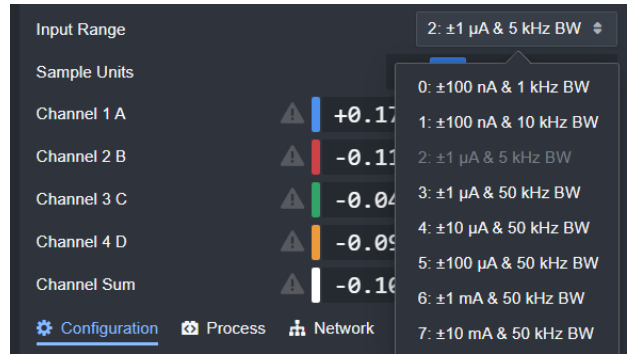 Input Range
2: ±1 µA & 5 kHz BW
Sample Units
0: ±100 nA & 1 kHz BW
Channel 1 A
+0.17
1: ±100 nA & 10 kHz BW
Channel 2 B
-0.11
2: ±1 µA & 5 kHz BW
Channel 3 C
-0.04
3: ±1 µA & 50 kHz BW
Channel 4 D
-0.09
4: ±10 µA & 50 kHz BW
5: ±100 µA & 50 kHz BW
Channel Sum
-0.10
6: ±1 mA & 50 kHz BW
Configuration Process Network
7: ±10 mA & 50 kHz BW